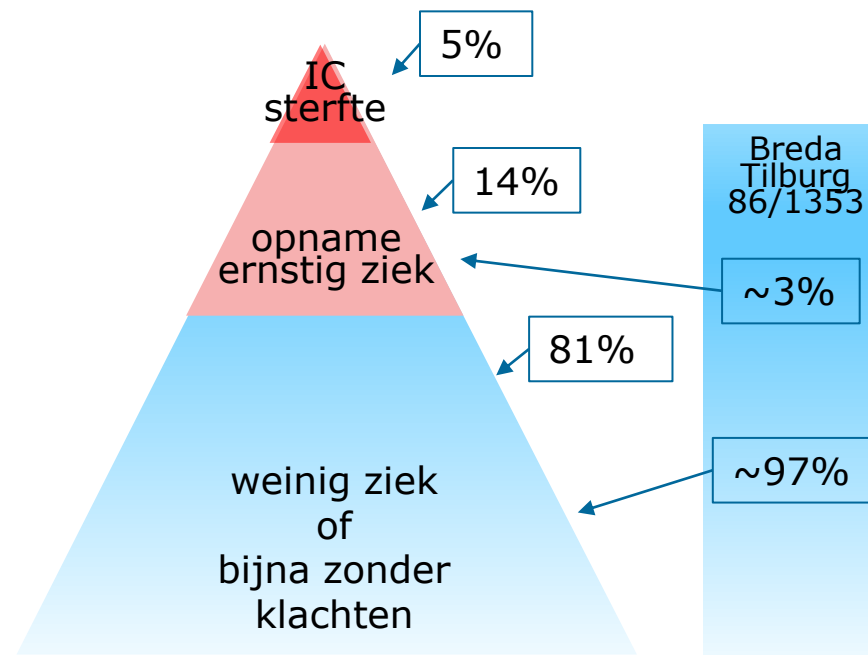 5%
IC
sterfte
14%
opname
ernstig ziek
81%
weinig ziek
of
bijna zonder
klachten
Breda
Tilburg
86/1353
~3%
~97%